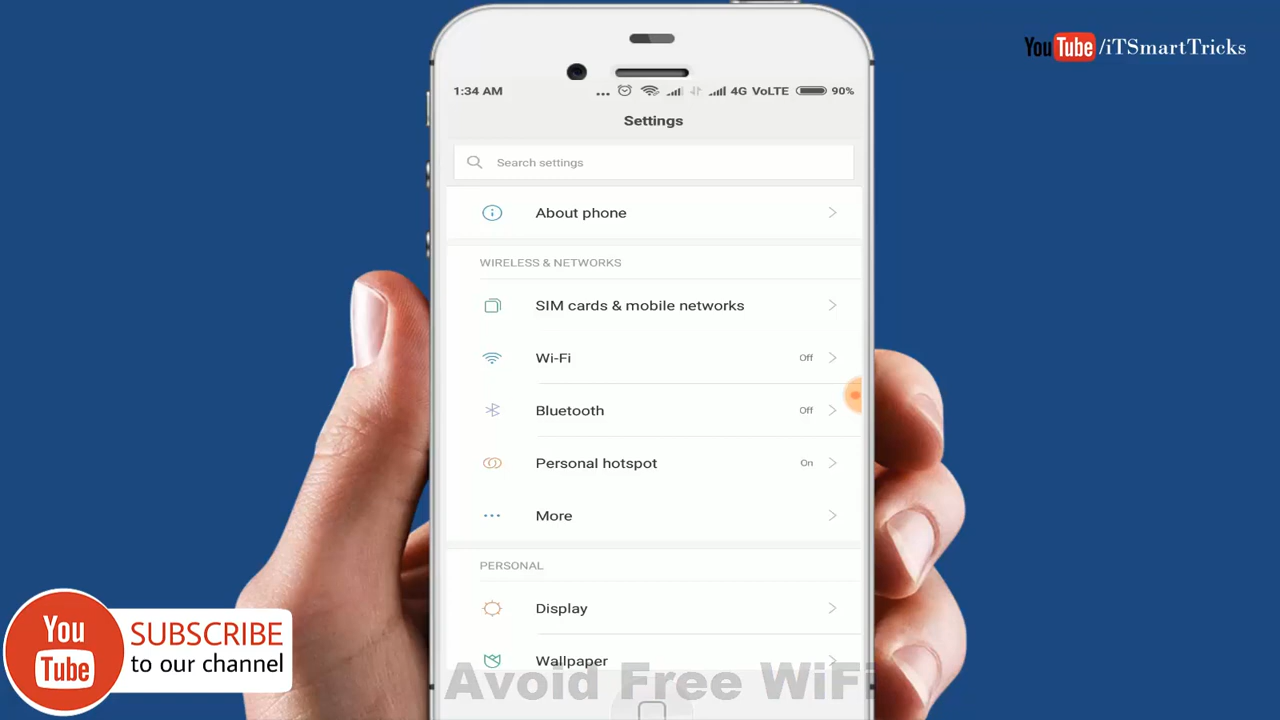 YouTube/iTSmartTricks
1:34 AM ... 4G VoLTE 90%
Settings
Search settings
About phone
WIRELESS & NETWORKS
SIM cards & mobile networks
Wi-Fi Off
Bluetooth Off
Personal hotspot On
More
PERSONAL
Display
Wallpaper
You Tube SUBSCRIBE
to our channel
Avoid Free WiFi